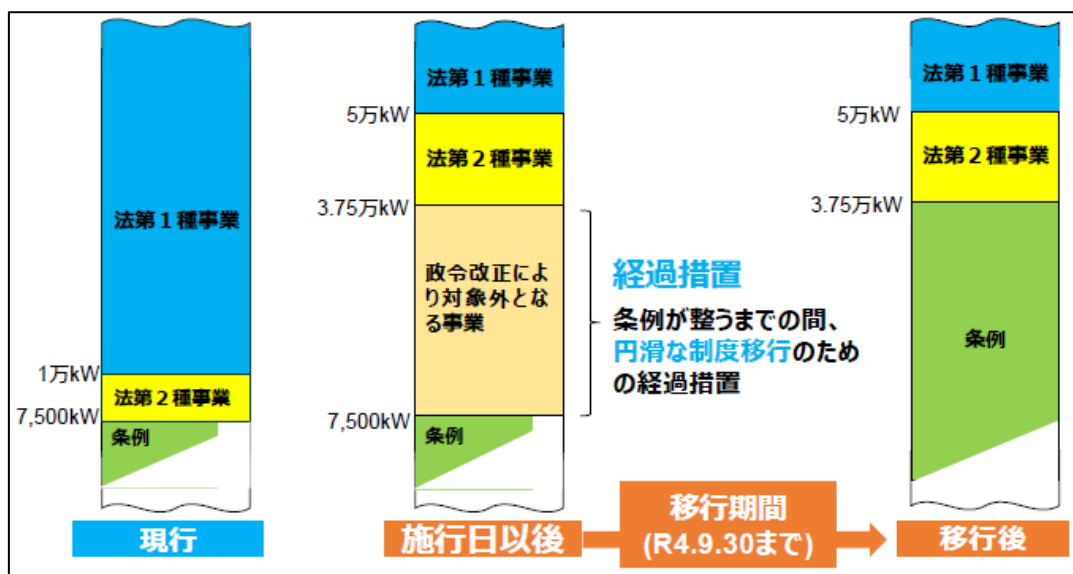 法第１種事業
1万kW
法第２種事業
7,500kW
条例
現行
法第１種事業
5万kW
法第２種事業
3.75万kW
政令改正によ
り対象外とな
る事業
7,500kW
条例
施行日以後
経過措置
条例が整うまでの間、
円滑な制度移行のため
の経過措置
移行期間
(R4.9.30まで)
法第１種事業
5万kW
法第２種事業
3.75万kW
条例
移行後